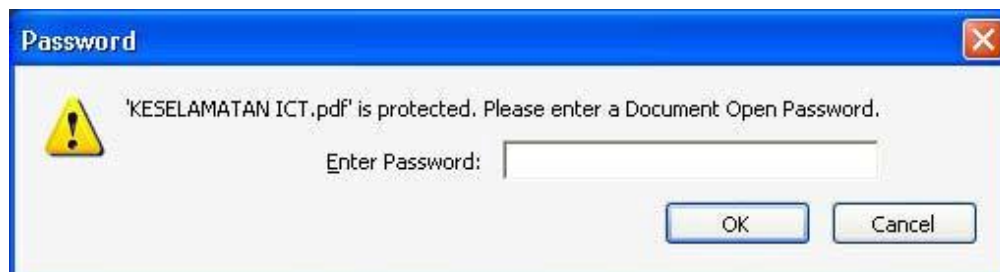 Password
'KESELAMATAN ICT.pdf' is protected. Please enter a Document Open Password.
Enter Password:
OK Cancel